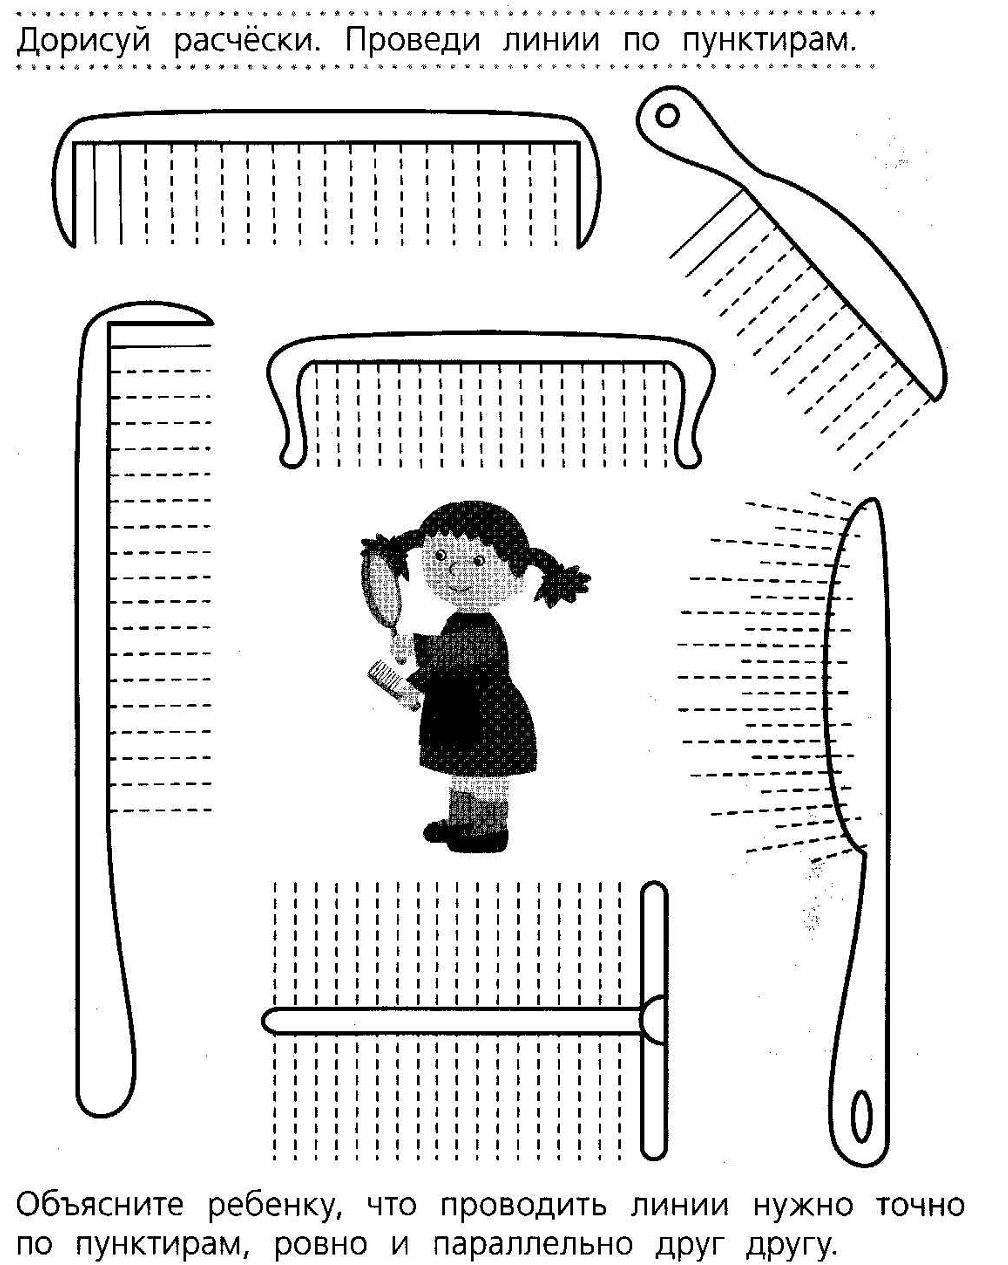 Дорисуй расчёски. Проведи линии по пунктирам.
Объясните ребенку, что проводить линии нужно точно
по пунктирам, ровно и параллельно друг другу.